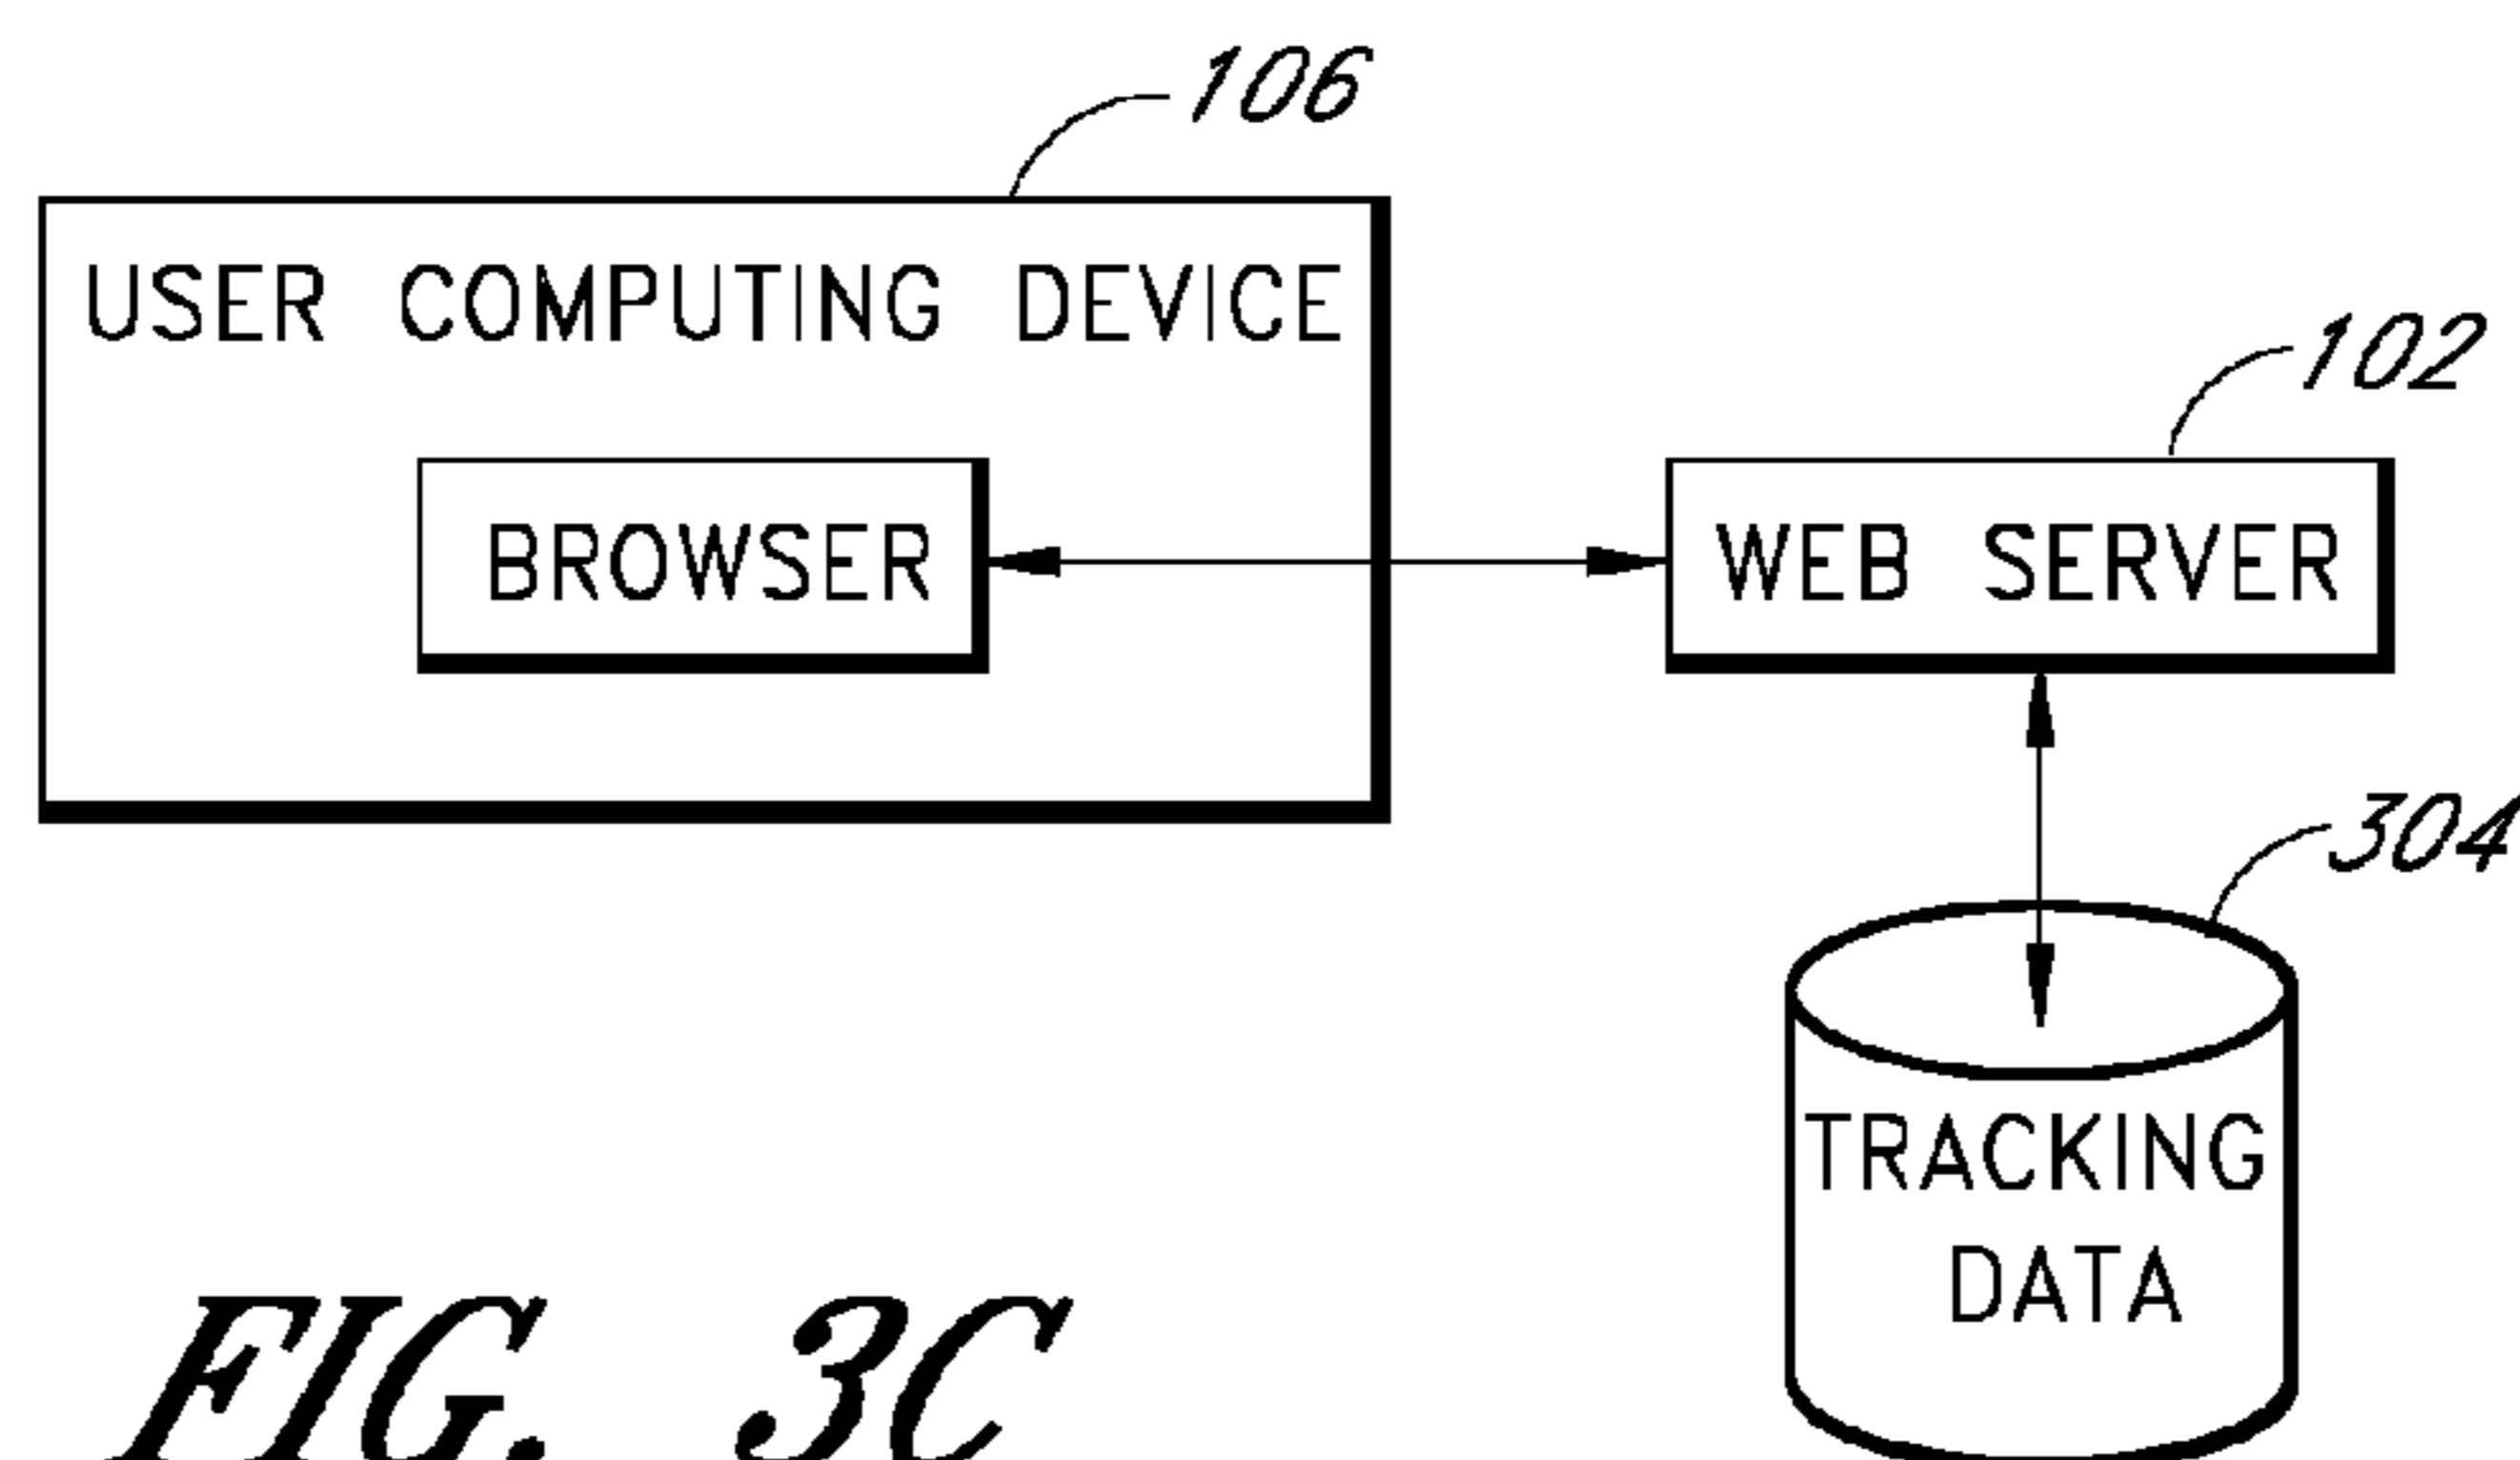 106
USER COMPUTING DEVICE
102
BROWSER
WEB SERVER
304
TRACKING
DATA
FIG. 3C